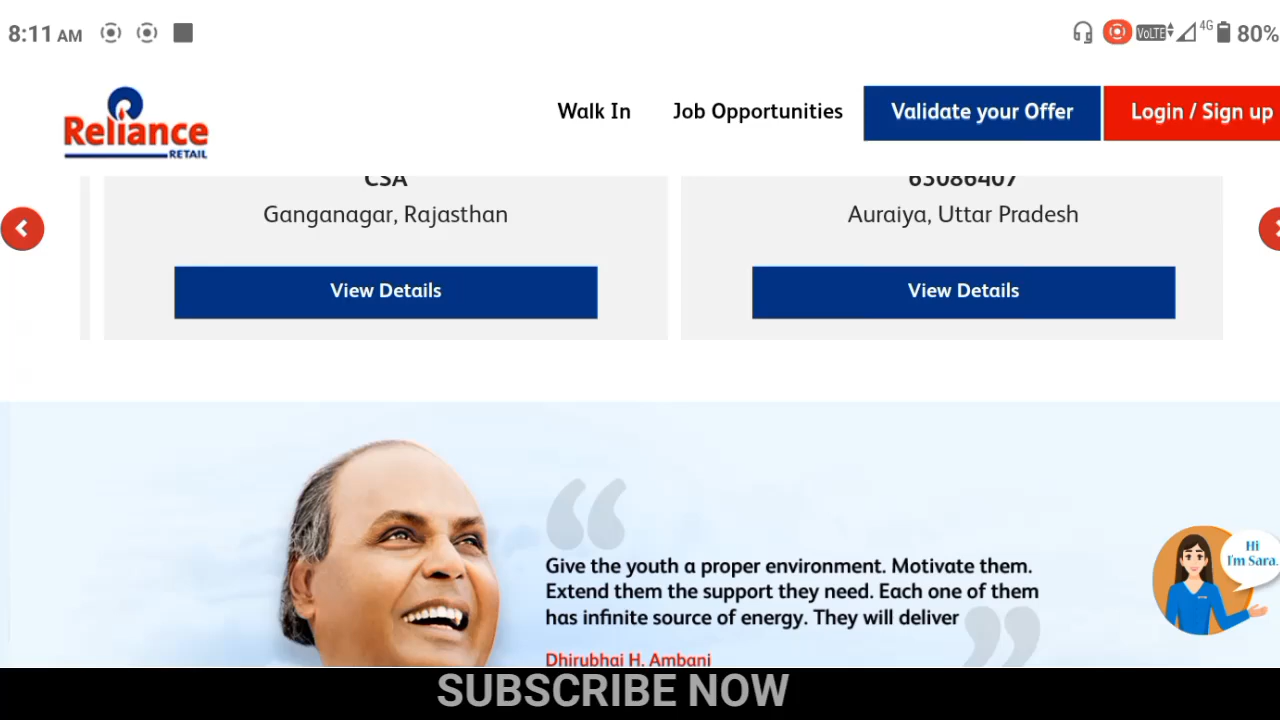 8:11 AM
VoLTE 4G 80%
Reliance
RETAIL
Walk In Job Opportunities Validate your Offer Login / Sign up
CSA
63086407
Ganganagar, Rajasthan
Auraiya, Uttar Pradesh
View Details
View Details
Give the youth a proper environment. Motivate them.
Extend them the support they need. Each one of them
has infinite source of energy. They will deliver
Dhirubhai H. Ambani
Hi
I'm Sara.
SUBSCRIBE NOW